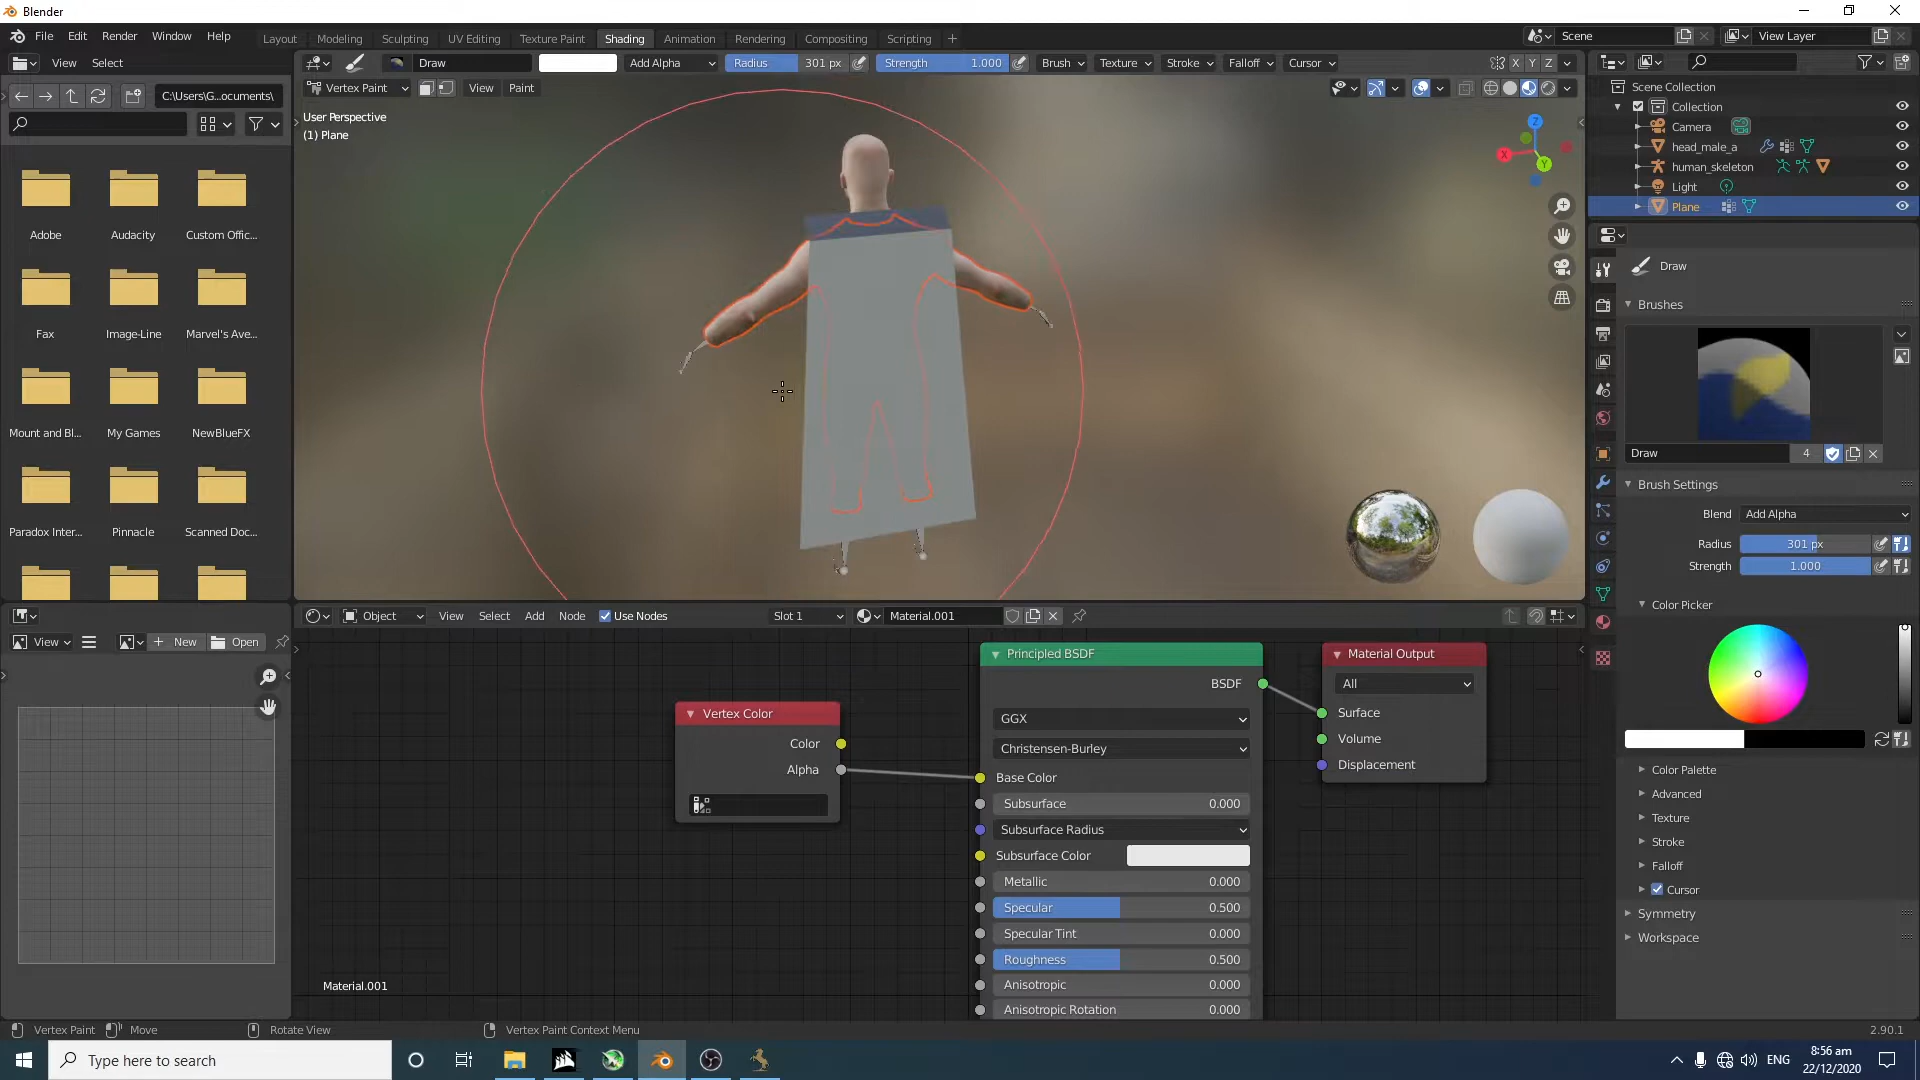 Blender
File Edit Render Window Help
Layout Modeling Sculpting UV Editing Texture Paint Shading Animation Rendering Compositing Scripting +
Scene View Layer
View Select
Draw Add Alpha Radius 301 px Strength 1.000 Brush Texture Stroke Falloff Cursor X Y Z
C:\Users\G...ocuments\
Vertex Paint View Paint
User Perspective
(1) Plane
Z X Y
Scene Collection
Collection
Camera
head_male_a
human_skeleton
Light
Plane
Adobe Audacity Custom Offic...
Fax Image-Line Marvel's Ave...
Mount and Bl... My Games NewBlueFX
Paradox Inter... Pinnacle Scanned Doc...
Draw
Brushes
Draw 4
Brush Settings
Blend Add Alpha
Radius 301 px
Strength 1.000
Color Picker
Color Palette
Advanced
Texture
Stroke
Falloff
Cursor
Symmetry
Workspace
View New Open
Object View Select Add Node Use Nodes Slot 1 Material.001
Vertex Color
Color
Alpha
Principled BSDF
BSDF
GGX
Christensen-Burley
Base Color
Subsurface 0.000
Subsurface Radius
Subsurface Color
Metallic 0.000
Specular 0.500
Specular Tint 0.000
Roughness 0.500
Anisotropic 0.000
Anisotropic Rotation 0.000
Material Output
All
Surface
Volume
Displacement
Material.001
Vertex Paint Move Rotate View Vertex Paint Context Menu 2.90.1
Type here to search
ENG
8:56 am
22/12/2020